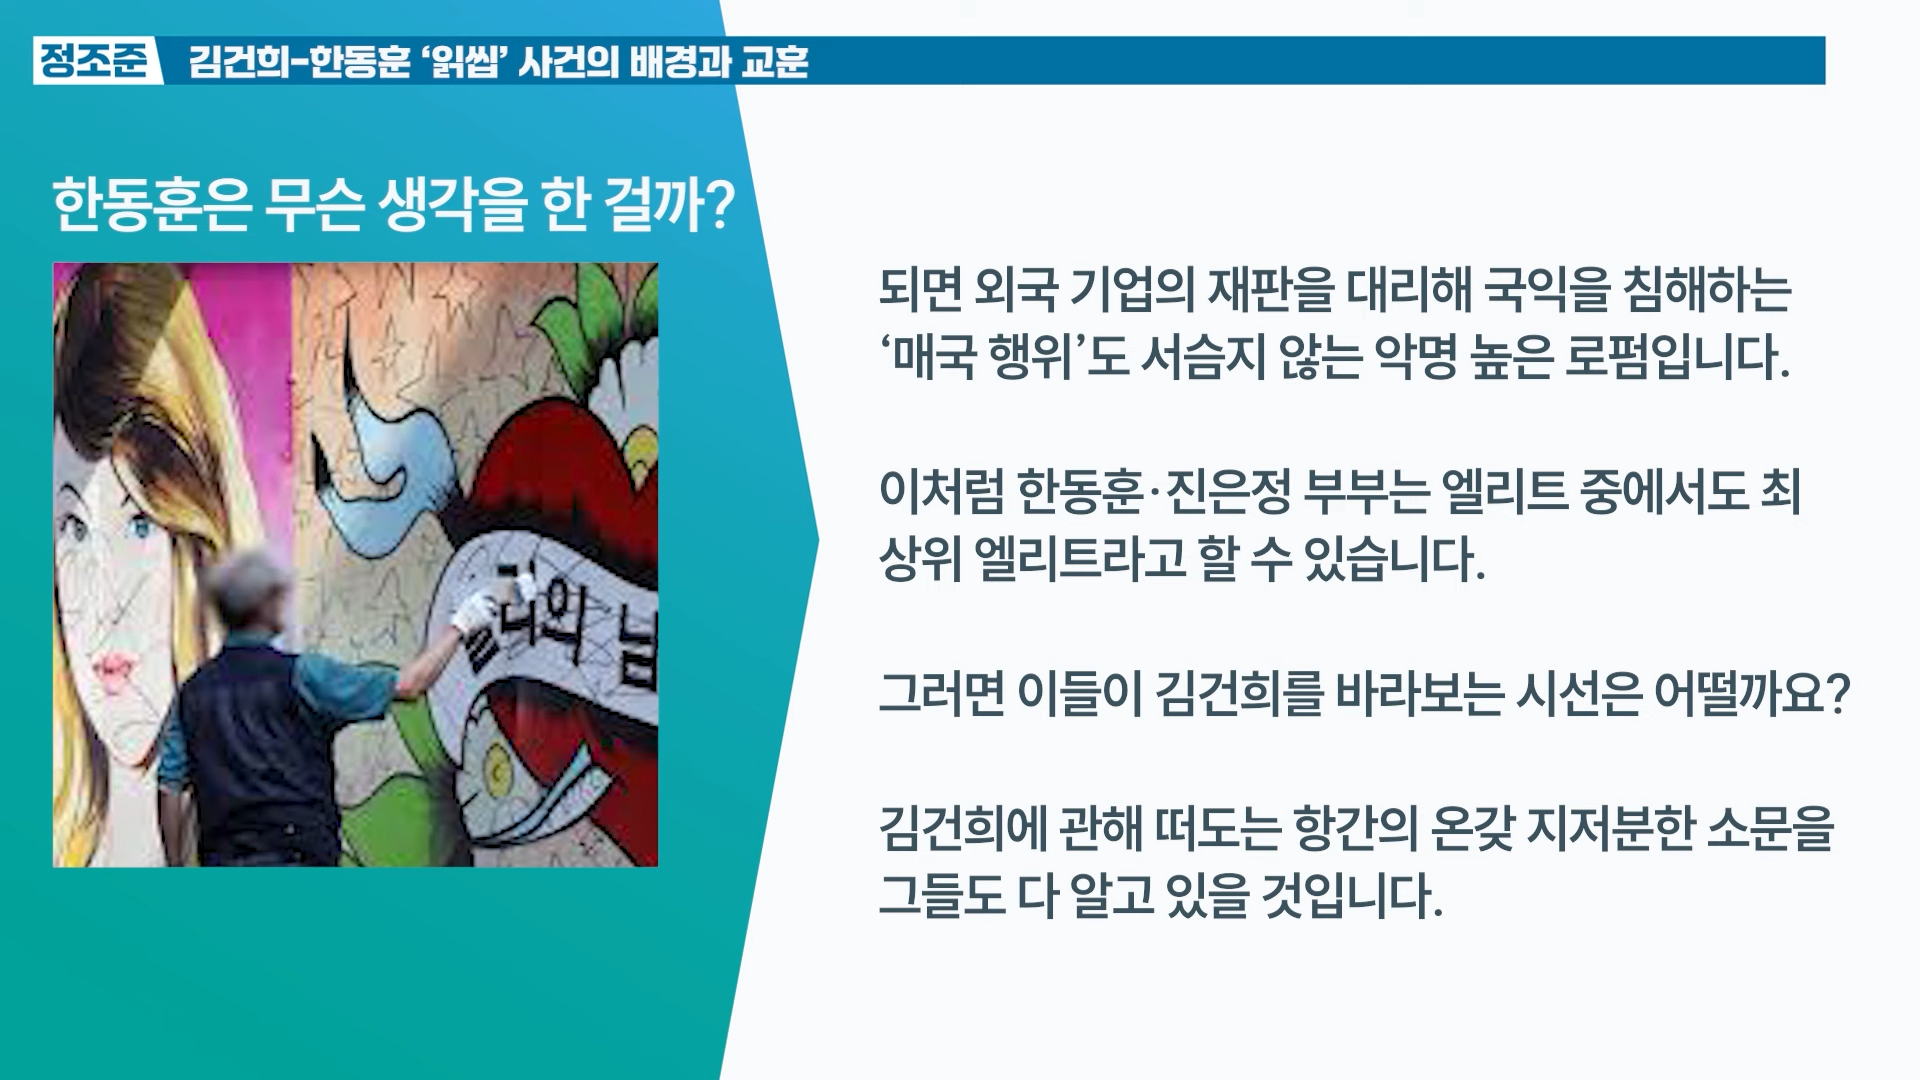 정조준
김건희-한동훈 ‘읽씹’ 사건의 배경과 교훈
한동훈은 무슨 생각을 한 걸까?
되면 외국 기업의 재판을 대리해 국익을 침해하는
‘매국 행위’도 서슴지 않는 악명 높은 로펌입니다.
이처럼 한동훈·진은정 부부는 엘리트 중에서도 최
상위 엘리트라고 할 수 있습니다.
그러면 이들이 김건희를 바라보는 시선은 어떨까요?
김건희에 관해 떠도는 항간의 온갖 지저분한 소문을
그들도 다 알고 있을 것입니다.